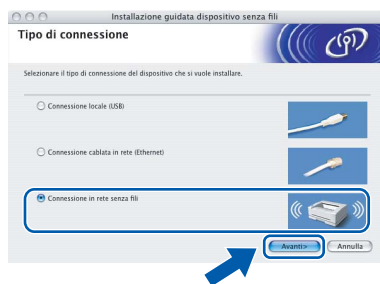 Installazione guidata dispositivo senza fili
Tipo di connessione
Selezionare il tipo di connessione del dispositivo che si vuole installare.
Connessione locale (USB)
Connessione cablata in rete (Ethernet)
Connessione in rete senza fili
Avanti>
Annulla